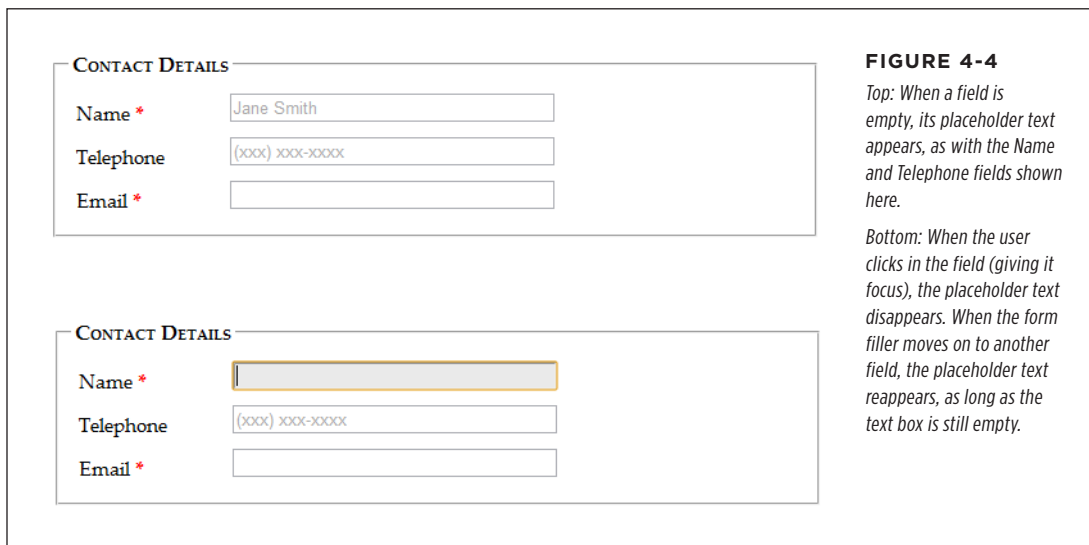 CONTACT DETAILS
Name *
Jane Smith
Telephone
(xxx) xxx-xxxx
Email *
CONTACT DETAILS
Name *
Telephone
(xxx) xxx-xxxx
Email *
FIGURE 4-4
Top: When a field is
empty, its placeholder text
appears, as with the Name
and Telephone fields shown
here.
Bottom: When the user
clicks in the field (giving it
focus), the placeholder text
disappears. When the form
filler moves on to another
field, the placeholder text
reappears, as long as the
text box is still empty.